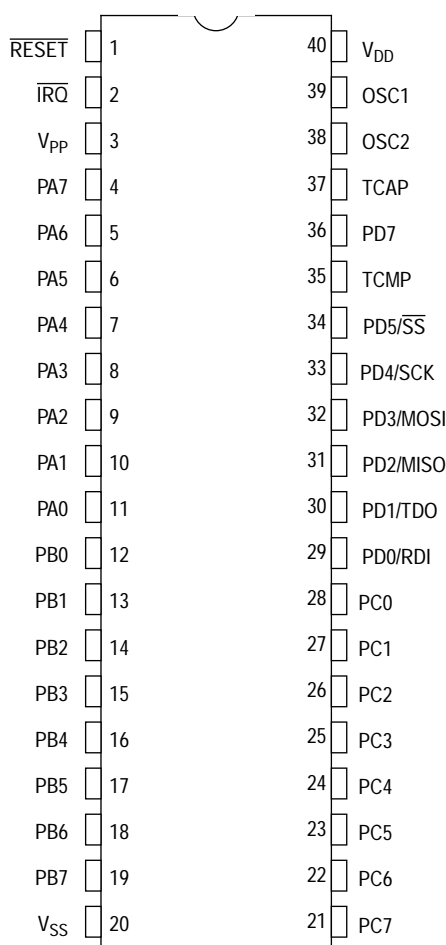 RESET 1 40 VDD
IRQ 2 39 OSC1
VPP 3 38 OSC2
PA7 4 37 TCAP
PA6 5 36 PD7
PA5 6 35 TCMP
PA4 7 34 PD5/SS
PA3 8 33 PD4/SCK
PA2 9 32 PD3/MOSI
PA1 10 31 PD2/MISO
PA0 11 30 PD1/TDO
PB0 12 29 PD0/RDI
PB1 13 28 PC0
PB2 14 27 PC1
PB3 15 26 PC2
PB4 16 25 PC3
PB5 17 24 PC4
PB6 18 23 PC5
PB7 19 22 PC6
VSS 20 21 PC7